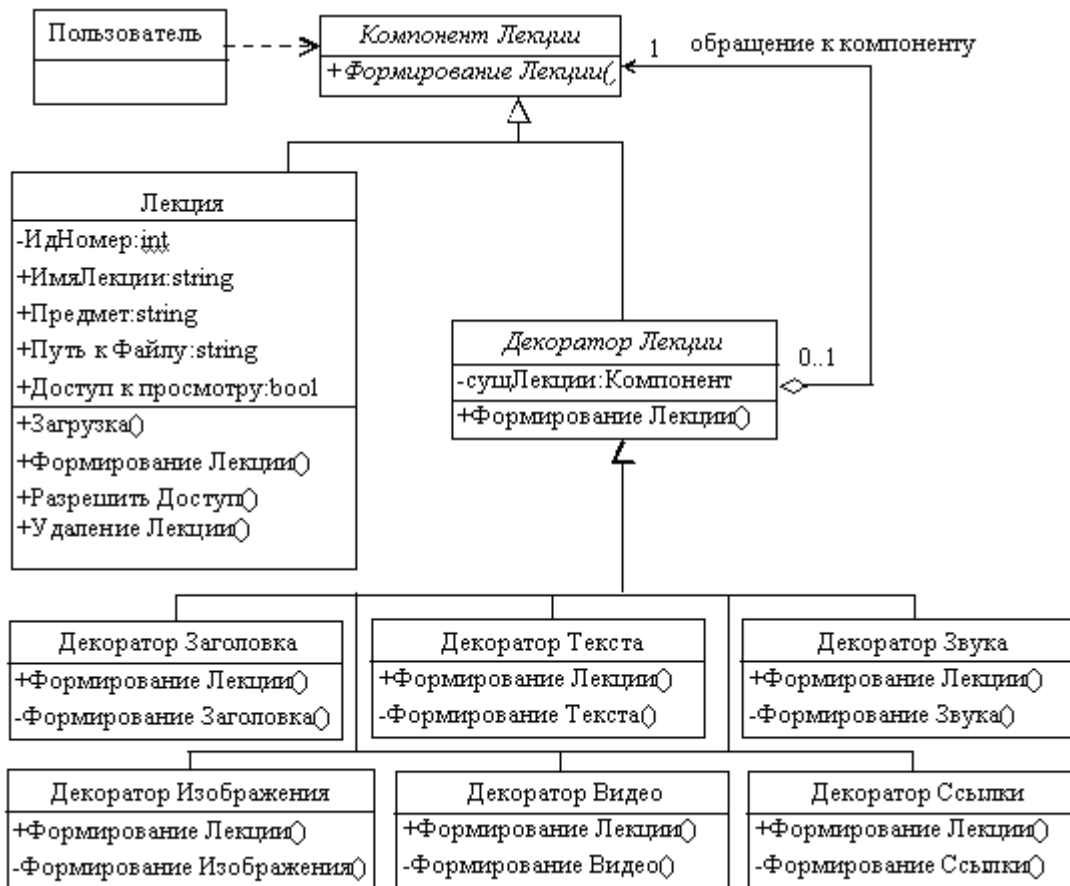 Пользователь
Компонент Лекции
+Формирование Лекции(
1
обращение к компоненту
Лекция
-ИдНомер:int
+ИмяЛекции:string
+Предмет:string
+Путь к Файлу:string
+Доступ к просмотру:bool
+Загрузка()
+Формирование Лекции()
+Разрешить Доступ()
+Удаление Лекции()
Декоратор Лекции
-сущЛекции:Компонент
+Формирование Лекции()
0..1
Декоратор Заголовка
+Формирование Лекции()
-Формирование Заголовка()
Декоратор Текста
+Формирование Лекции()
-Формирование Текста()
Декоратор Звука
+Формирование Лекции()
-Формирование Звука()
Декоратор Изображения
+Формирование Лекции()
-Формирование Изображения()
Декоратор Видео
+Формирование Лекции()
-Формирование Видео()
Декоратор Ссылки
+Формирование Лекции()
-Формирование Ссылки()